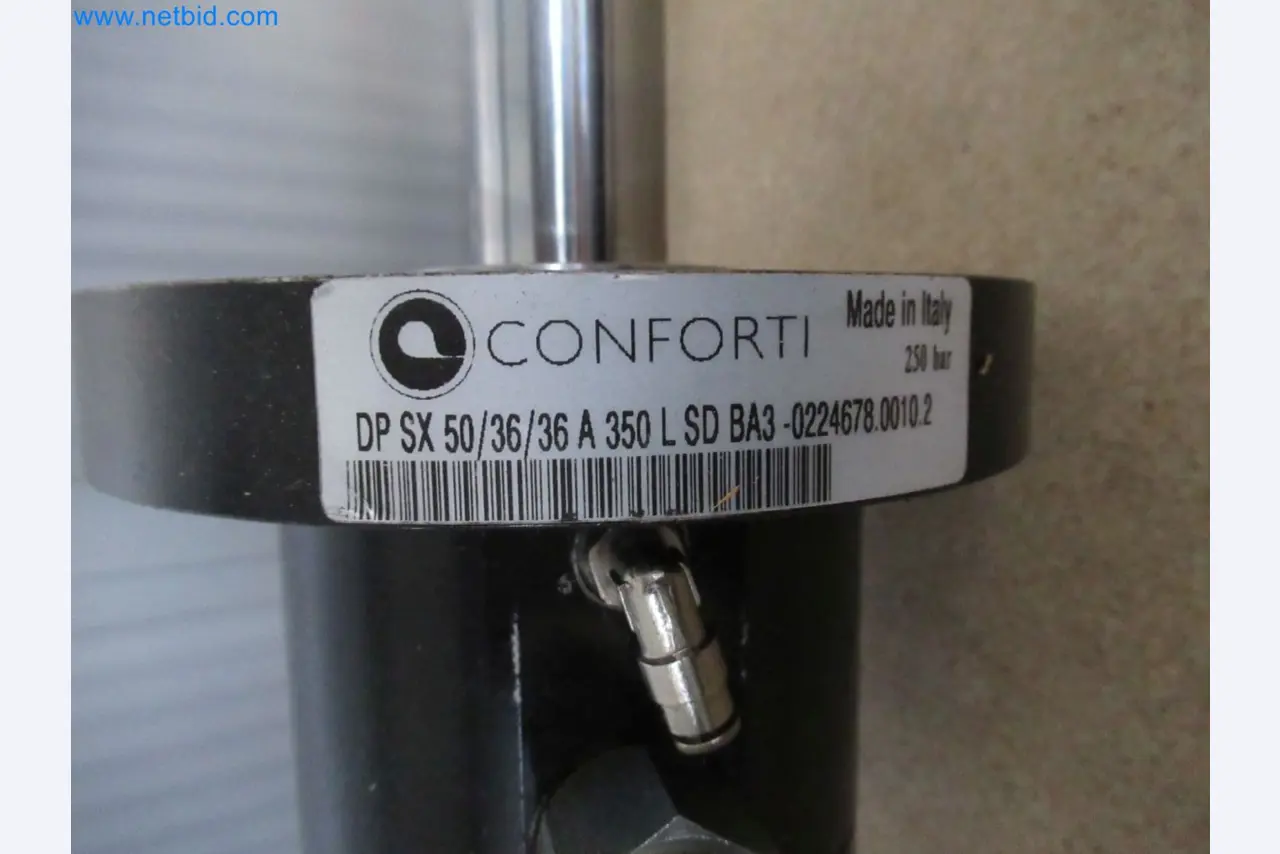 www.netbid.com
CONFORTI
Made in Italy
250 bar
DP SX 50/36/36 A 350 L SD BA3 -0224678.0010.2